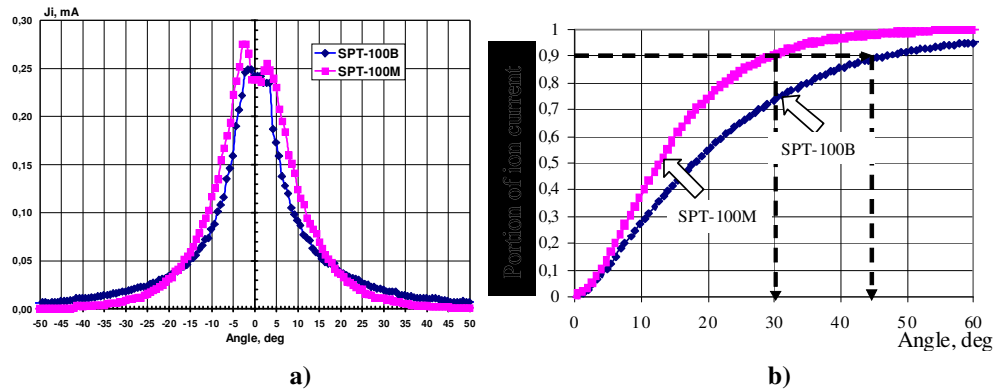 Ji, mA
0,30
0,25
0,20
0,15
0,10
0,05
0,00
-50 -45 -40 -35 -30 -25 -20 -15 -10 -5 0 5 10 15 20 25 30 35 40 45 50
Angle, deg
SPT-100B
SPT-100M
a)
Portion of ion current
1
0,9
0,8
0,7
0,6
0,5
0,4
0,3
0,2
0,1
0
0 10 20 30 40 50 60
Angle, deg
SPT-100B
SPT-100M
b)